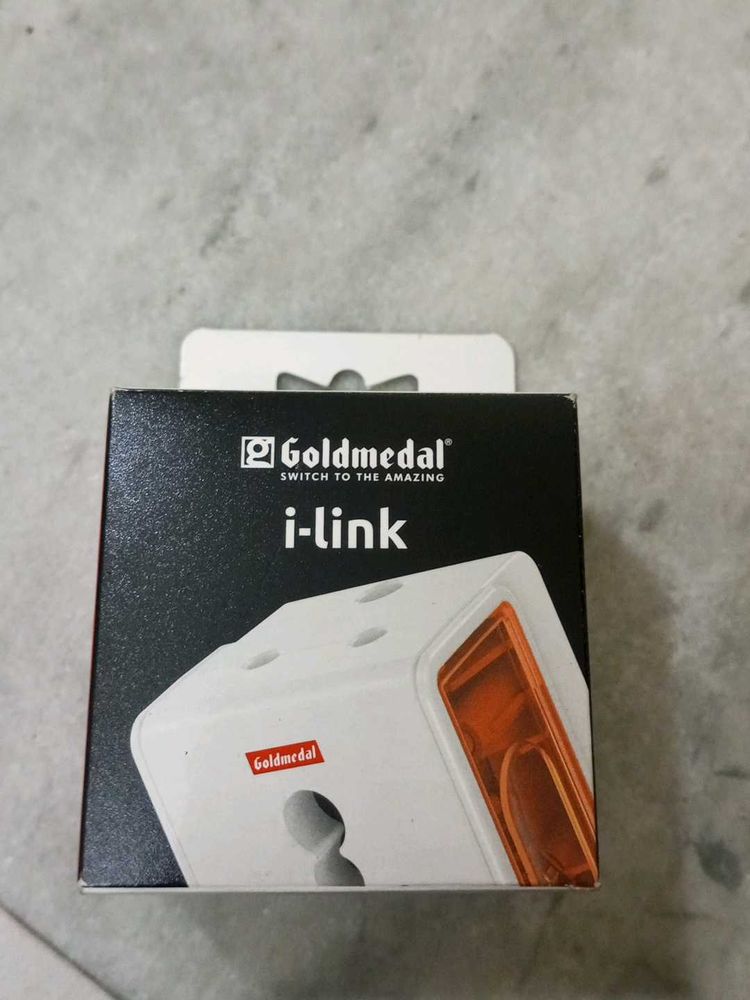 Goldmedal®
SWITCH TO THE AMAZING
i-link
Goldmedal